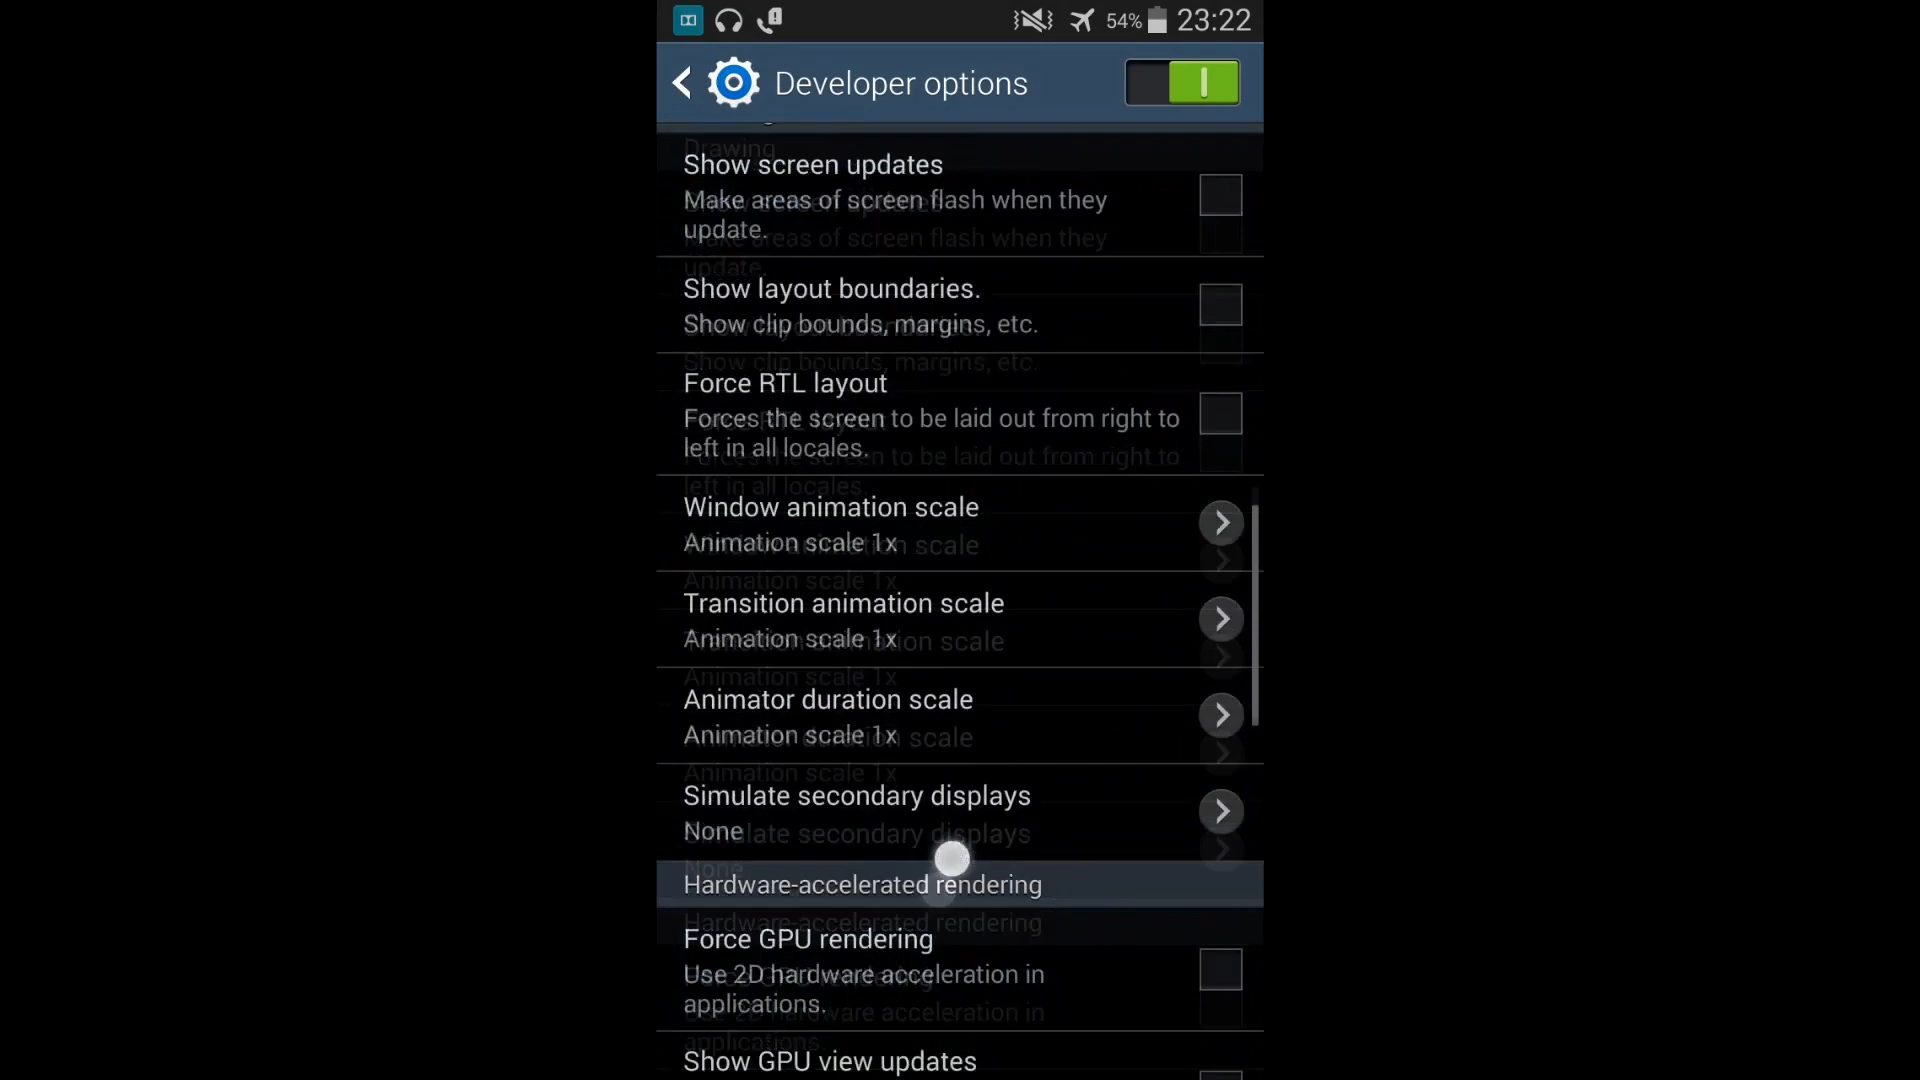 54% 23:22
Developer options
Drawing
Show screen updates
Make areas of screen flash when they
update.
Show layout boundaries.
Show clip bounds, margins, etc.
Force RTL layout
Forces the screen to be laid out from right to
left in all locales.
Window animation scale
Animation scale 1x
Transition animation scale
Animation scale 1x
Animator duration scale
Animation scale 1x
Simulate secondary displays
None
Hardware-accelerated rendering
Force GPU rendering
Use 2D hardware acceleration in
applications.
Show GPU view updates